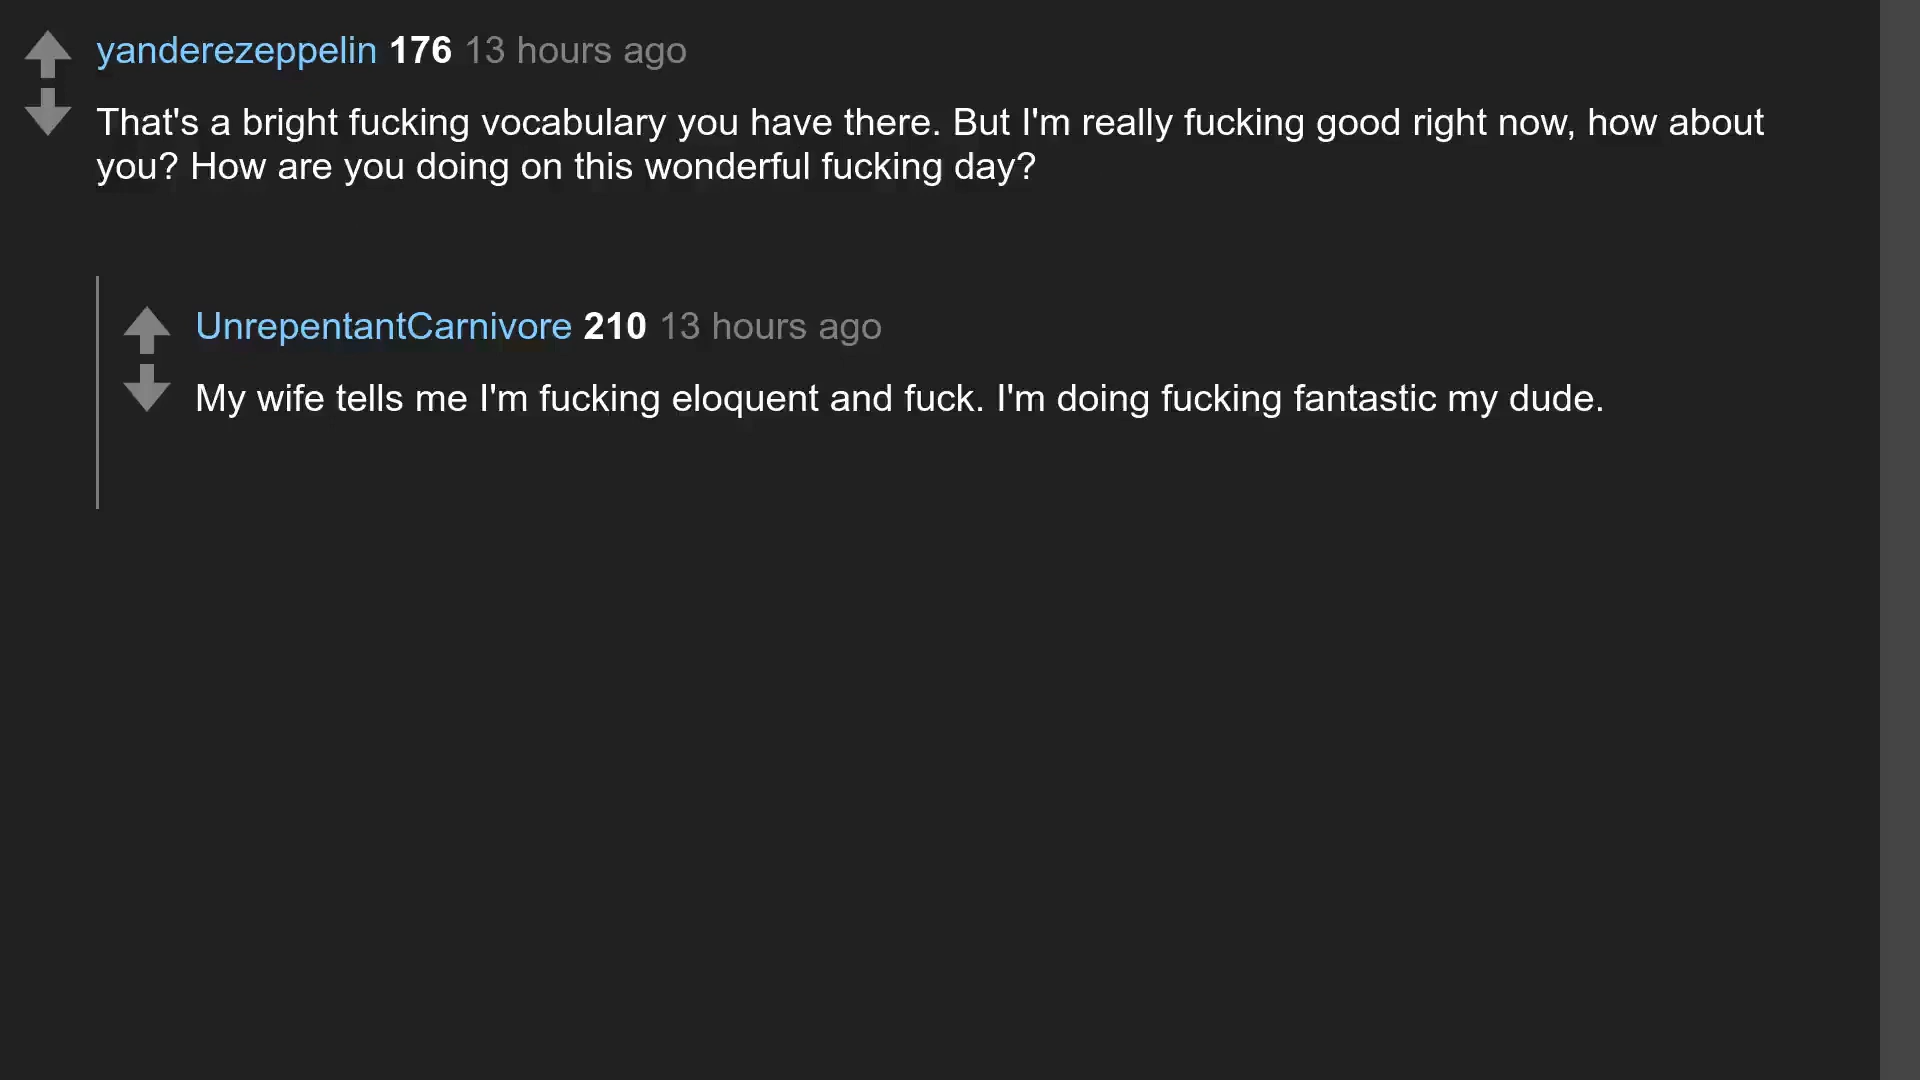 yanderezeppelin 176 13 hours ago
That's a bright fucking vocabulary you have there. But I'm really fucking good right now, how about
you? How are you doing on this wonderful fucking day?
UnrepentantCarnivore 210 13 hours ago
My wife tells me I'm fucking eloquent and fuck. I'm doing fucking fantastic my dude.